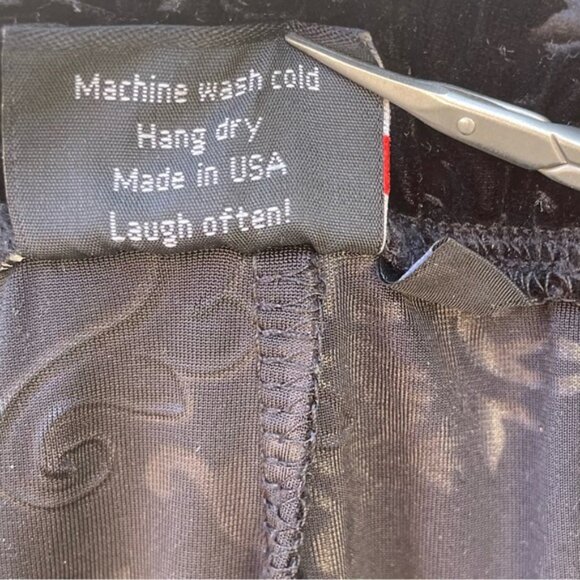 Machine wash cold
Hang dry
Made in USA
Laugh often!